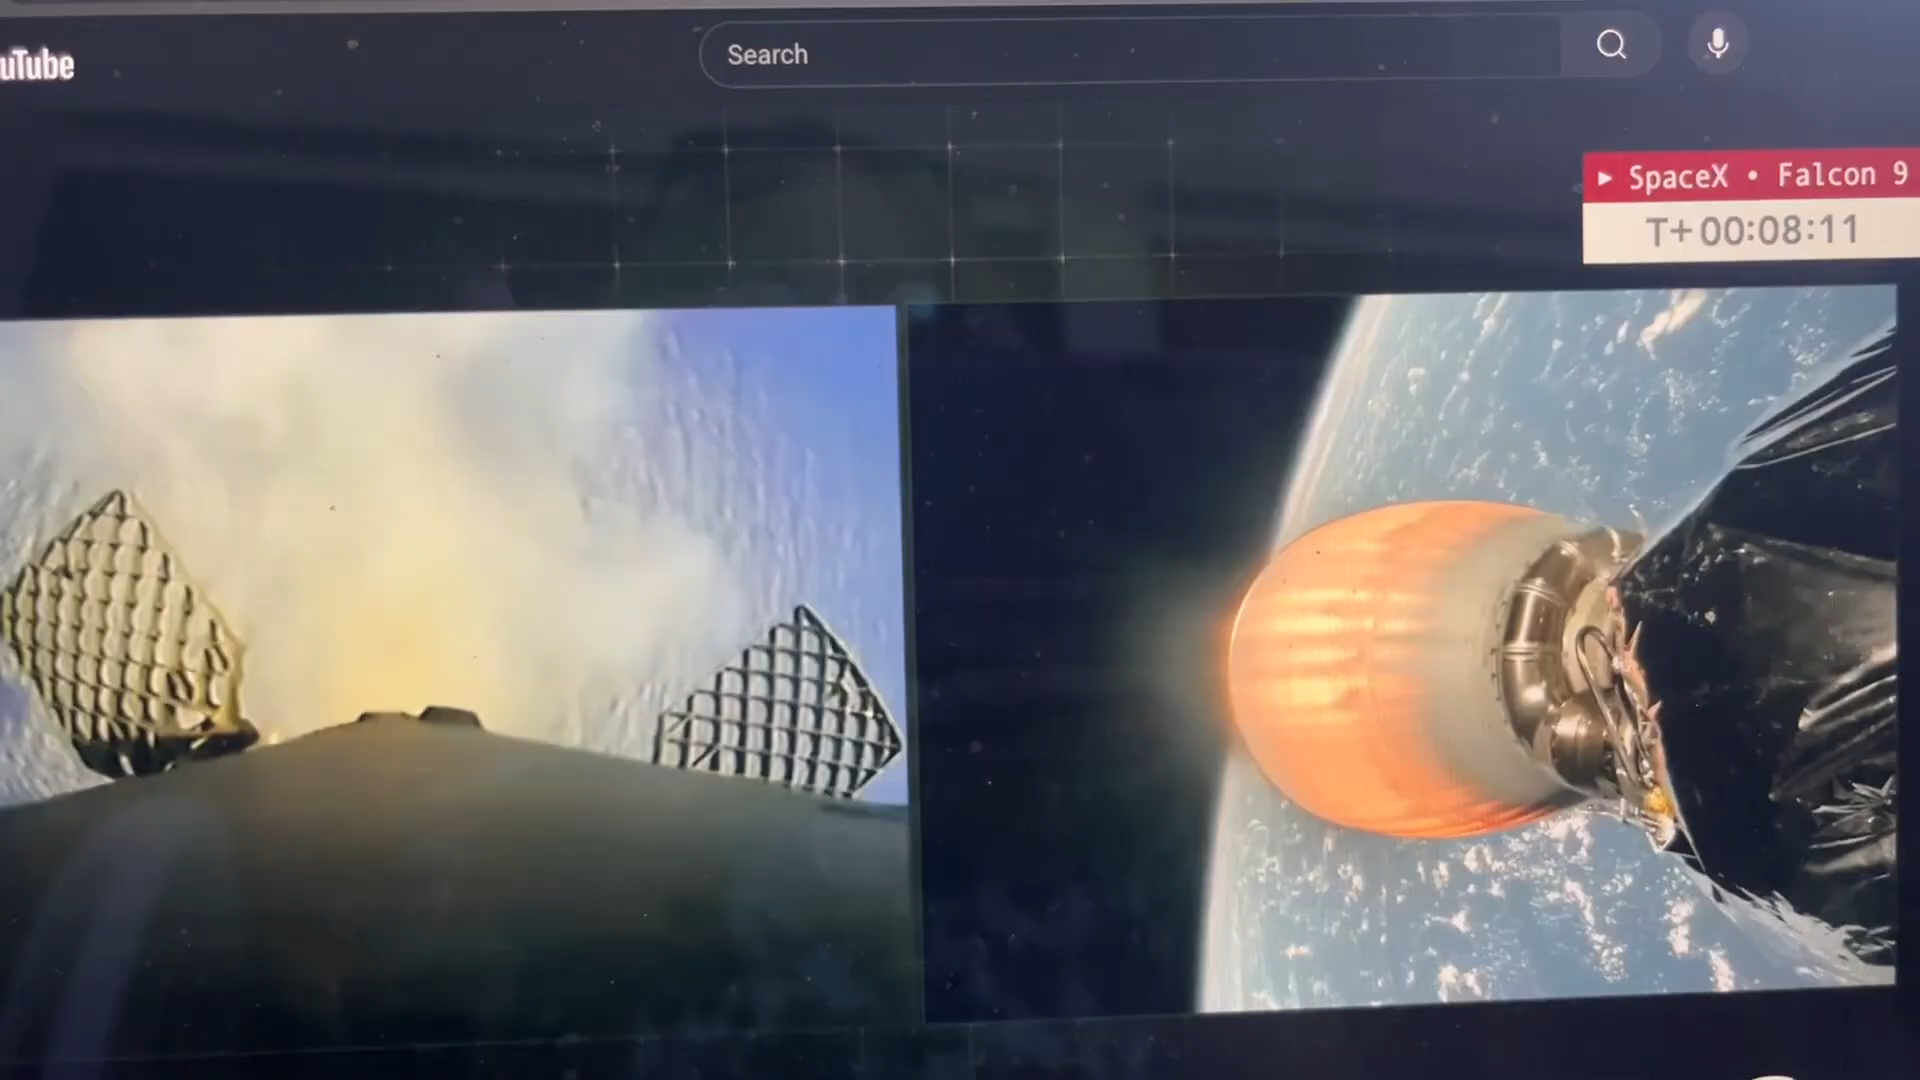 uTube
Search
▶ SpaceX • Falcon 9
T+00:08:11